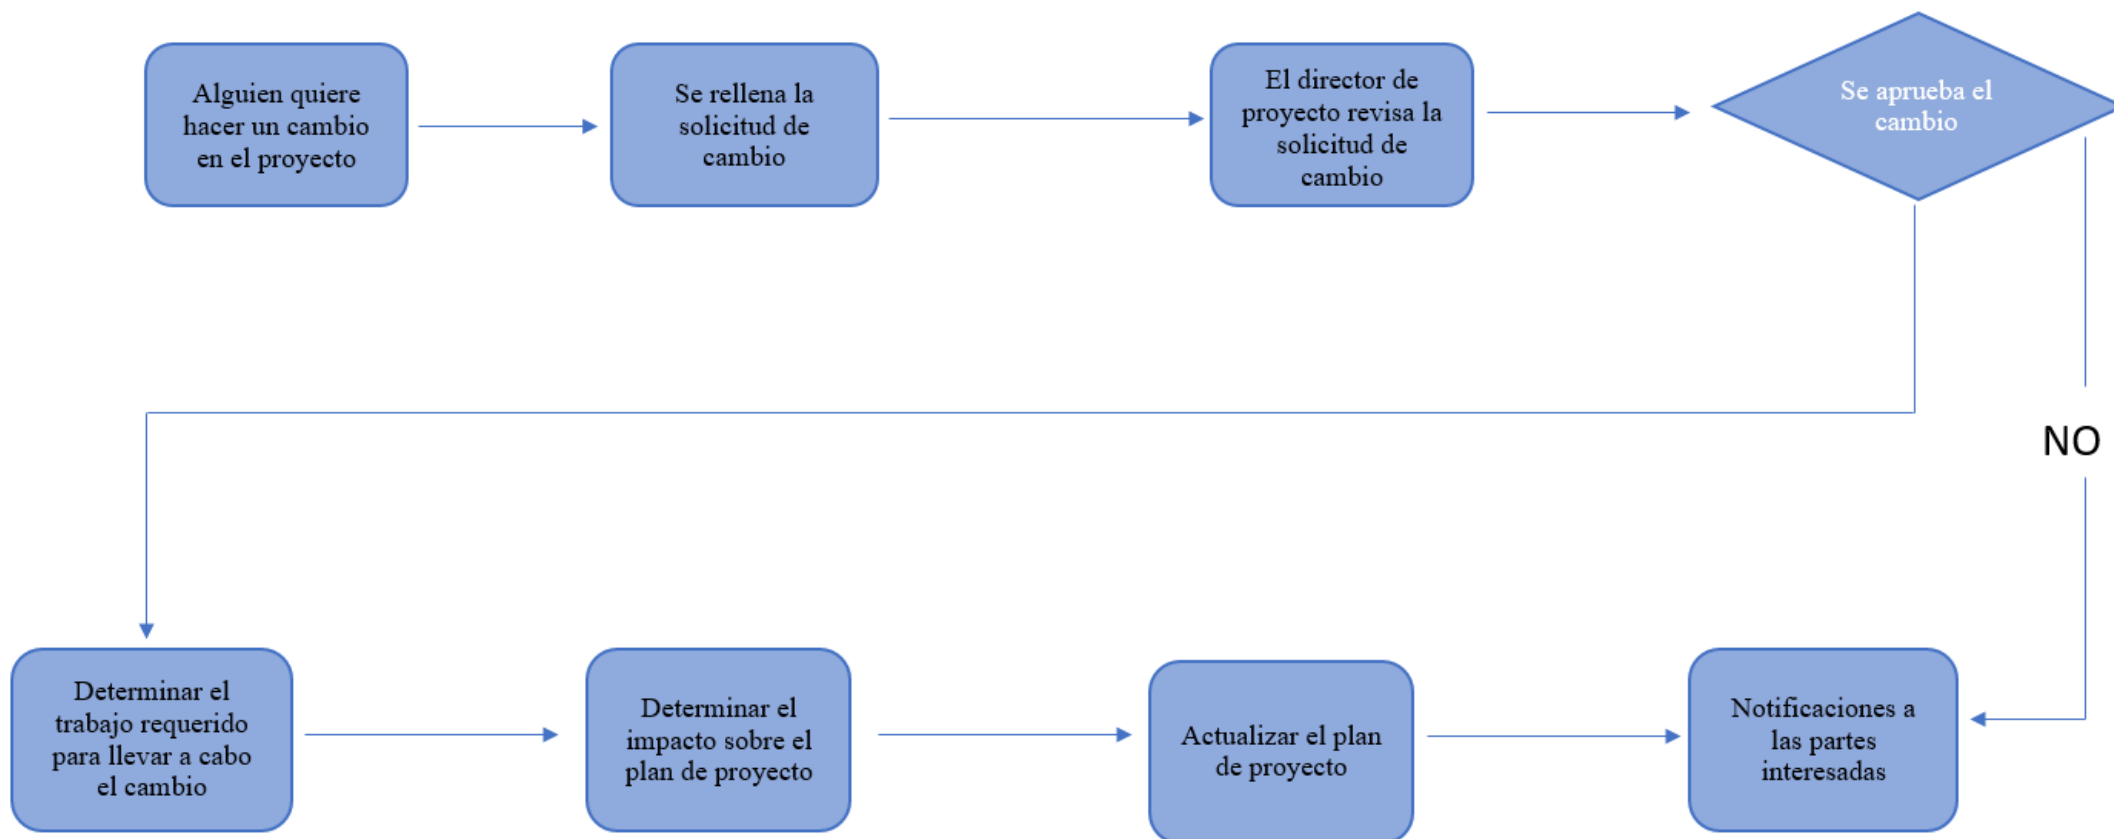 Alguien quiere
hacer un cambio
en el proyecto
Se rellena la
solicitud de
cambio
El director de
proyecto revisa la
solicitud de
cambio
Se aprueba el
cambio
NO
Determinar el
trabajo requerido
para llevar a cabo
el cambio
Determinar el
impacto sobre el
plan de proyecto
Actualizar el plan
de proyecto
Notificaciones a
las partes
interesadas